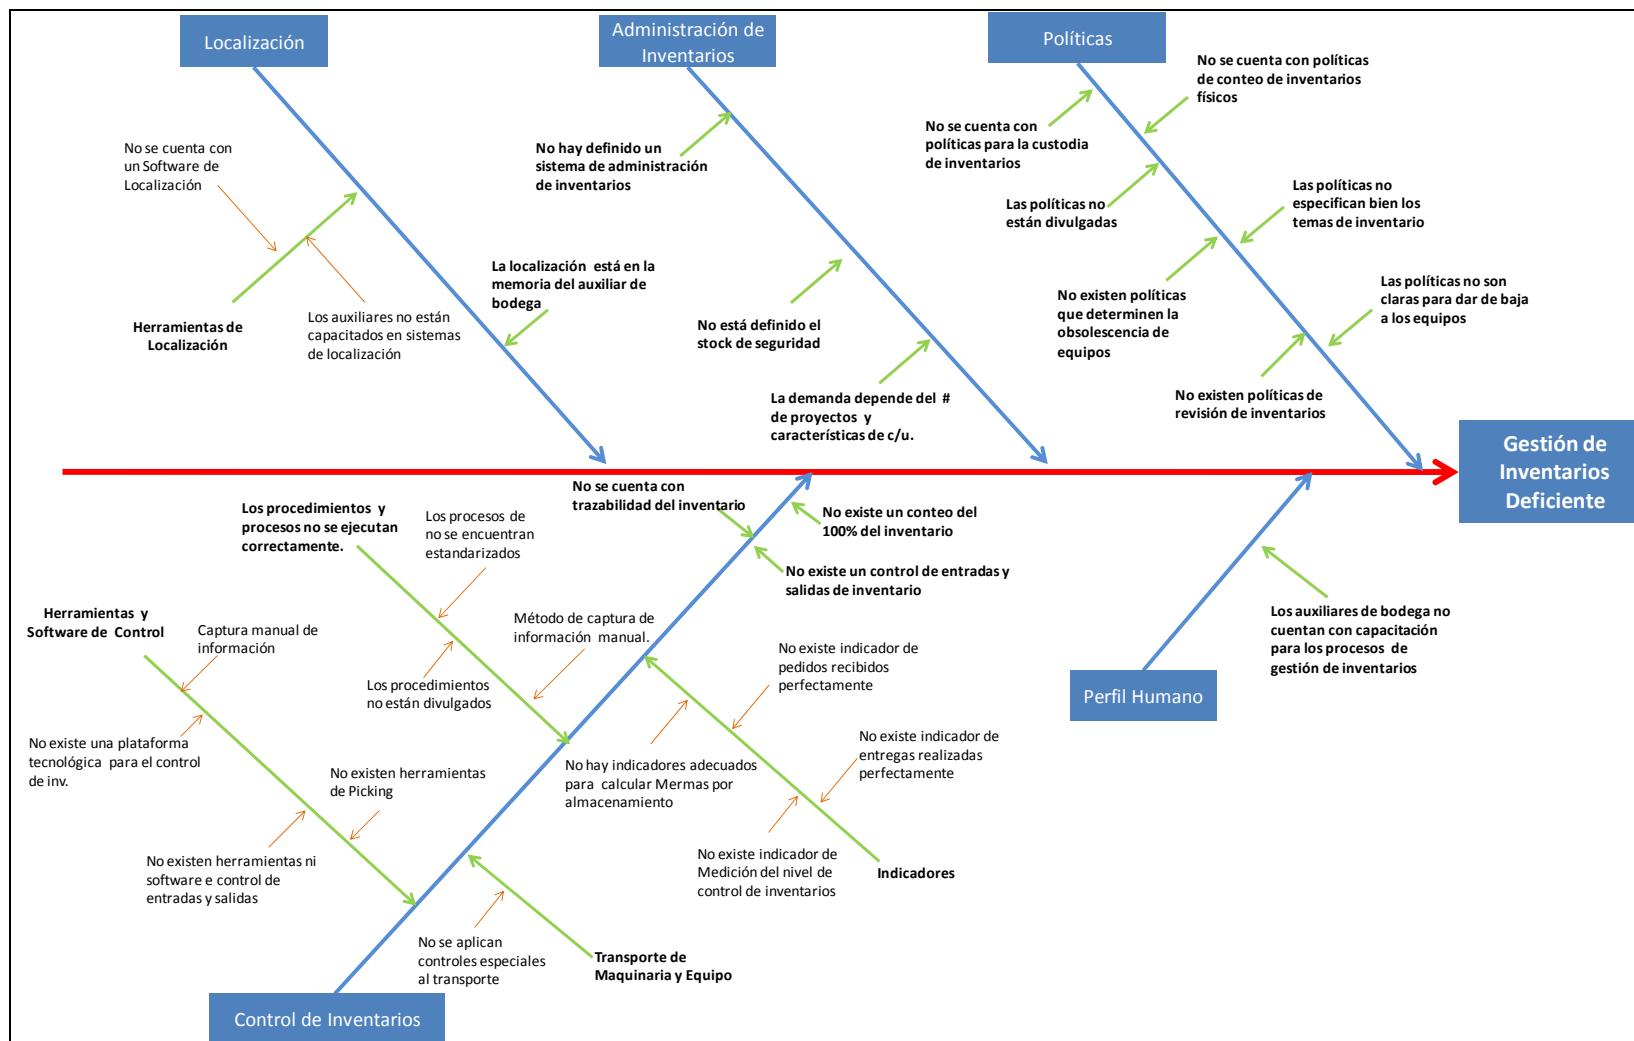 Localización
Administración de
Inventarios
Políticas
No se cuenta con políticas
de conteo de inventarios
físicos
No se cuenta con
políticas para la custodia
de inventarios
No hay definido un
sistema de administración
de inventarios
No se cuenta con
un Software de
Localización
Las políticas no
están divulgadas
Las políticas no
especifican bien los
temas de inventario
La localización está en la
memoria del auxiliar de
bodega
Herramientas de
Localización
Los auxiliares no están
capacitados en sistemas
de localización
No está definido el
stock de seguridad
No existen políticas
que determinen la
obsolescencia de
equipos
Las políticas no son
claras para dar de baja
a los equipos
La demanda depende del #
de proyectos y
características de c/u.
No existen políticas de
revisión de inventarios
Gestión de
Inventarios
Deficiente
Los procedimientos y
procesos no se ejecutan
correctamente.
Los procesos de
no se encuentran
estandarizados
No se cuenta con
trazabilidad del inventario
No existe un conteo del
100% del inventario
No existe un control de entradas y
salidas de inventario
Herramientas y
Software de Control
Captura manual de
información
Método de captura de
información manual.
Los procedimientos
no están divulgados
No existe indicador de
pedidos recibidos
perfectamente
Los auxiliares de bodega no
cuentan con capacitación
para los procesos de
gestión de inventarios
Perfil Humano
No existe una plataforma
tecnológica para el control
de inv.
No existen herramientas
de Picking
No hay indicadores adecuados
para calcular Mermas por
almacenamiento
No existe indicador de
entregas realizadas
perfectamente
No existen herramientas ni
software e control de
entradas y salidas
No existe indicador de
Medición del nivel de
control de inventarios
Indicadores
No se aplican
controles especiales
al transporte
Transporte de
Maquinaria y Equipo
Control de Inventarios